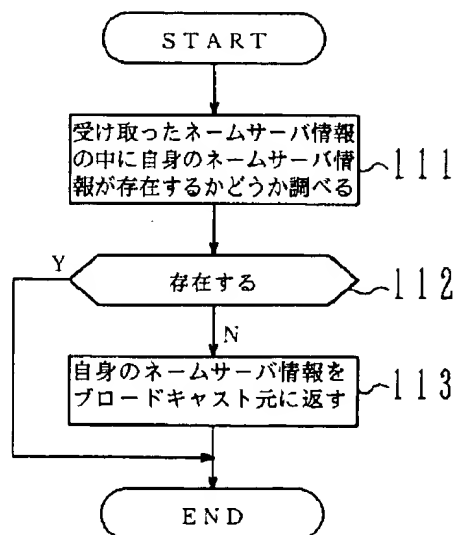 START
受け取ったネームサーバ情報
の中に自身のネームサーバ情
報が存在するかどうか調べる
111
存在する
Y
112
N
自身のネームサーバ情報を
ブロードキャスト元に返す
113
END